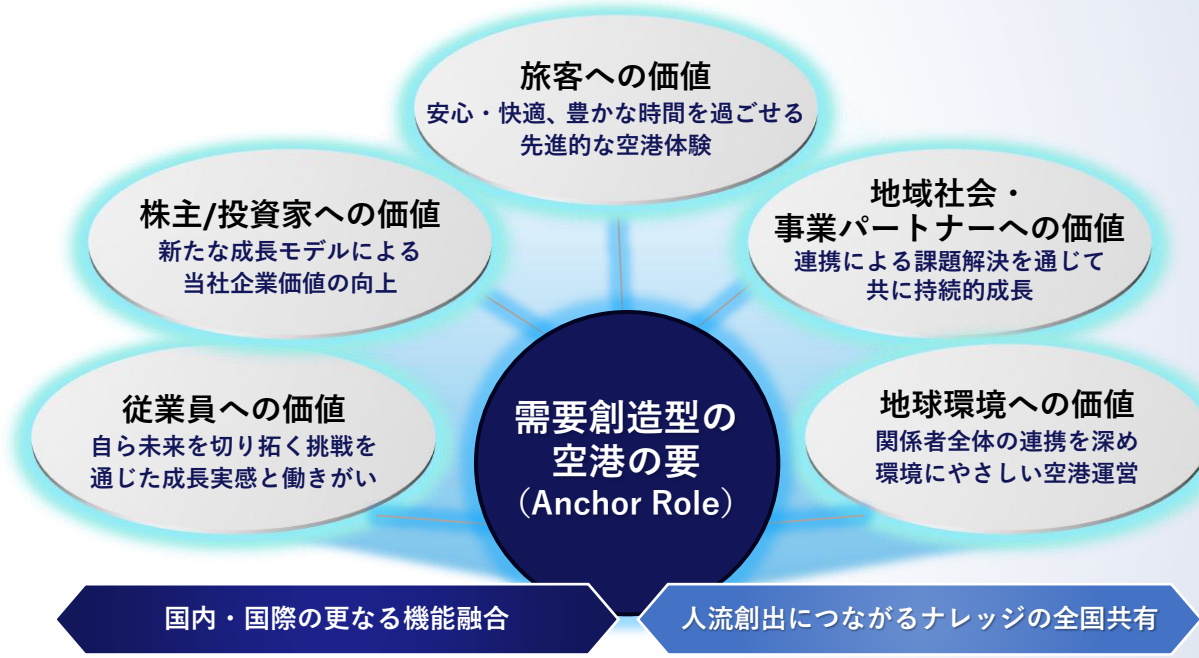 旅客への価値
安心・快適、豊かな時間を過ごせる
先進的な空港体験
株主/投資家への価値
新たな成長モデルによる
当社企業価値の向上
地域社会・
事業パートナーへの価値
連携による課題解決を通じて
共に持続的成長
従業員への価値
自ら未来を切り拓く挑戦を
通じた成長実感と働きがい
需要創造型の
空港の要
（Anchor Role）
地球環境への価値
関係者全体の連携を深め
環境にやさしい空港運営
国内・国際の更なる機能融合
人流創出につながるナレッジの全国共有